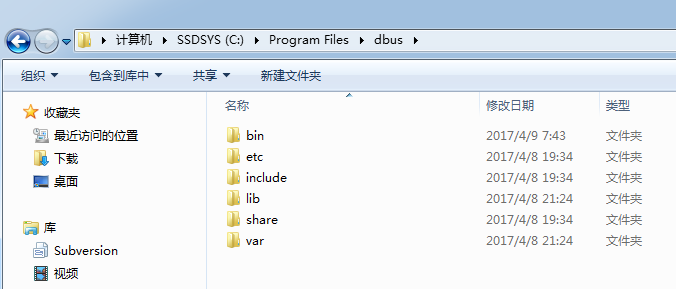 计算机 SSDSYS (C:) Program Files dbus
组织 包含到库中 共享 新建文件夹
收藏夹
最近访问的位置
下载
桌面
库
Subversion
视频
名称 修改日期 类型
bin 2017/4/9 7:43 文件夹
etc 2017/4/8 19:34 文件夹
include 2017/4/8 19:34 文件夹
lib 2017/4/8 21:24 文件夹
share 2017/4/8 19:34 文件夹
var 2017/4/8 21:24 文件夹